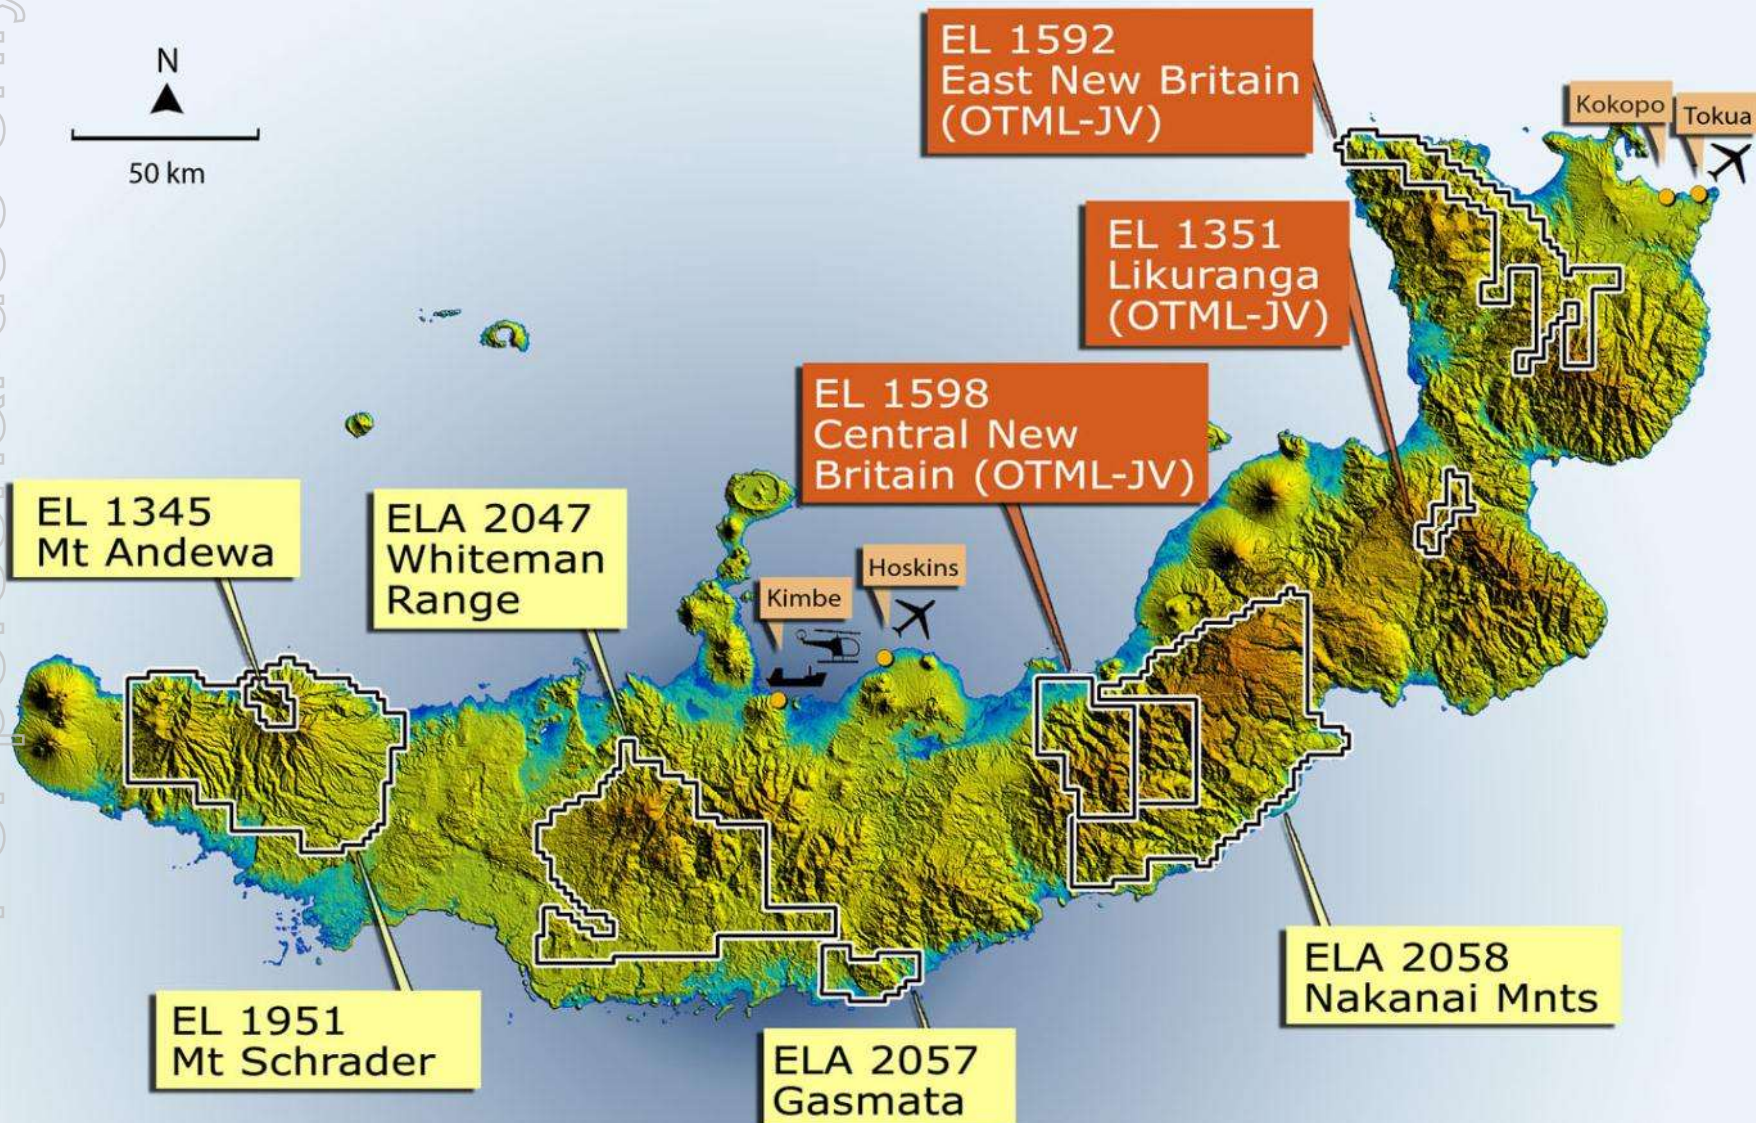 N
50 km
EL 1592
East New Britain
(OTML-JV)
Kokopo
Tokua
EL 1351
Likuranga
(OTML-JV)
EL 1598
Central New
Britain (OTML-JV)
EL 1345
Mt Andewa
ELA 2047
Whiteman
Range
Kimbe
Hoskins
EL 1951
Mt Schrader
ELA 2057
Gasmata
ELA 2058
Nakanai Mnts